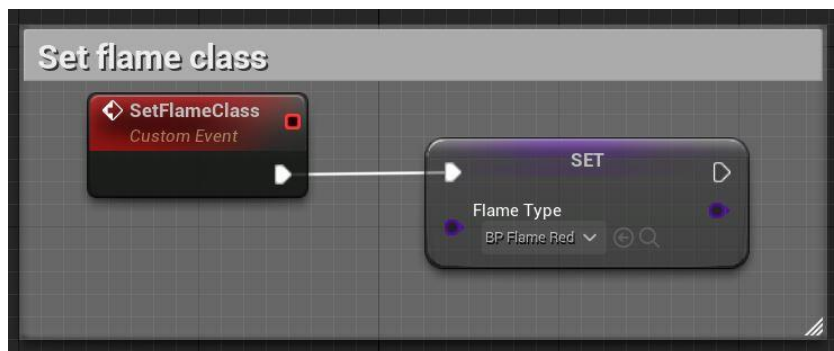 Set flame class
SetFlameClass
Custom Event
SET
Flame Type
BP Flame Red